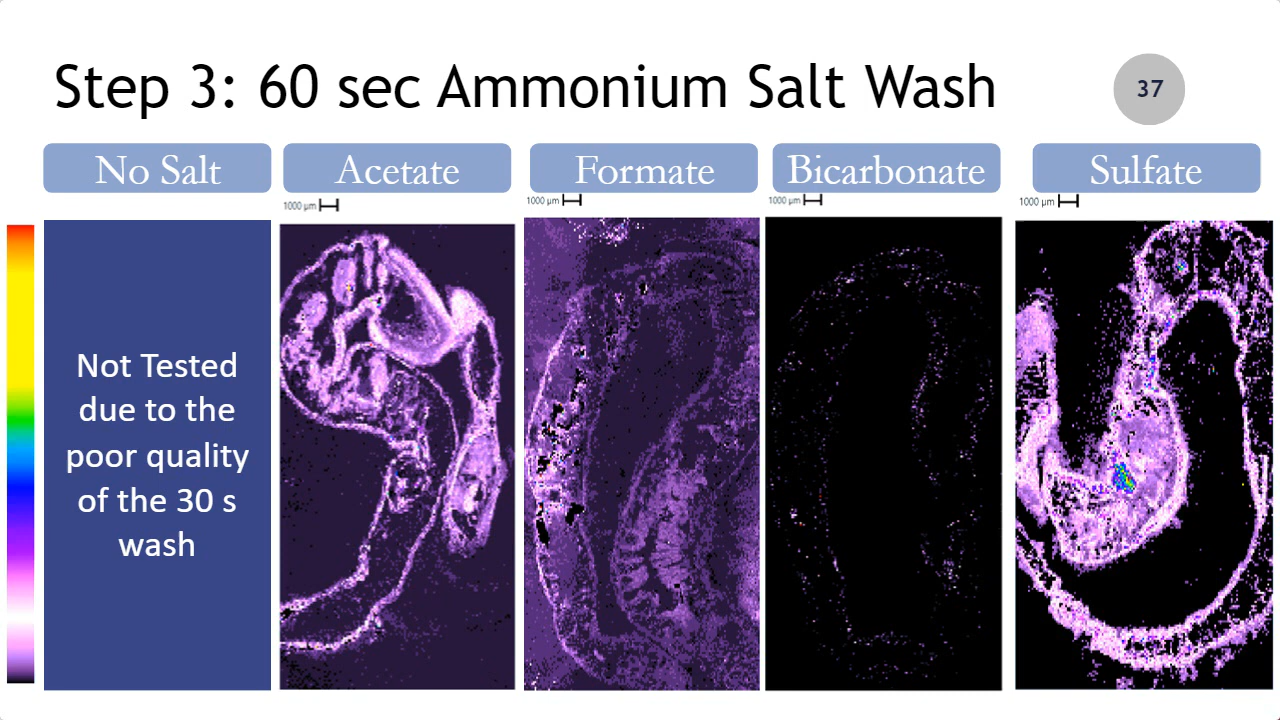 Step 3: 60 sec Ammonium Salt Wash
37
No Salt
Acetate
Formate
Bicarbonate
Sulfate
1000 µm
1000 µm
1000 µm
1000 µm
Not Tested
due to the
poor quality
of the 30 s
wash